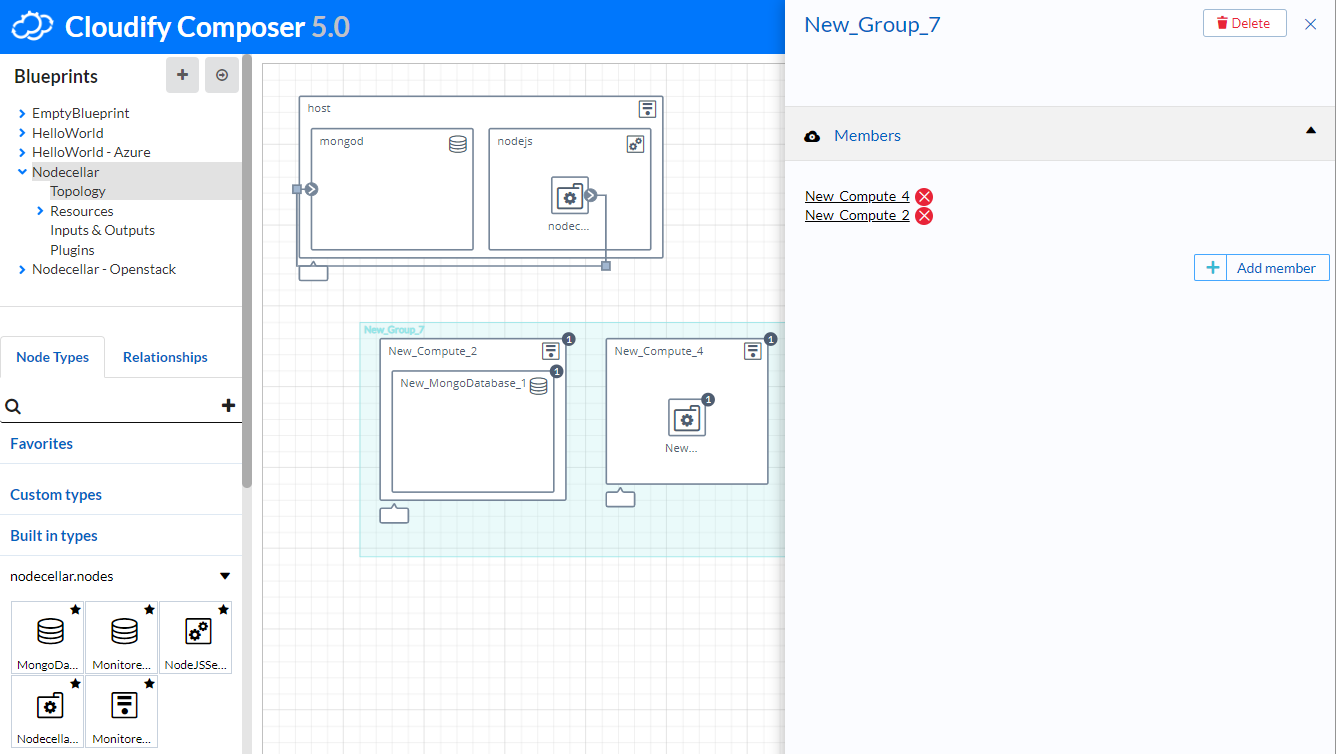 Cloudify Composer 5.0
Blueprints
EmptyBlueprint
HelloWorld
HelloWorld - Azure
Nodecellar
Topology
Resources
Inputs & Outputs
Plugins
Nodecellar - Openstack
Node Types
Relationships
Favorites
Custom types
Built in types
nodecellar.nodes
MongoDa...
Monitore...
NodeJSSe...
Nodecella...
Monitore...
host
mongod
nodejs
nodec...
New_Group_7
New_Compute_2
1
New_MongoDatabase_1
1
New_Compute_4
1
1
New...
New_Group_7
Delete
Members
New_Compute_4
New_Compute_2
Add member